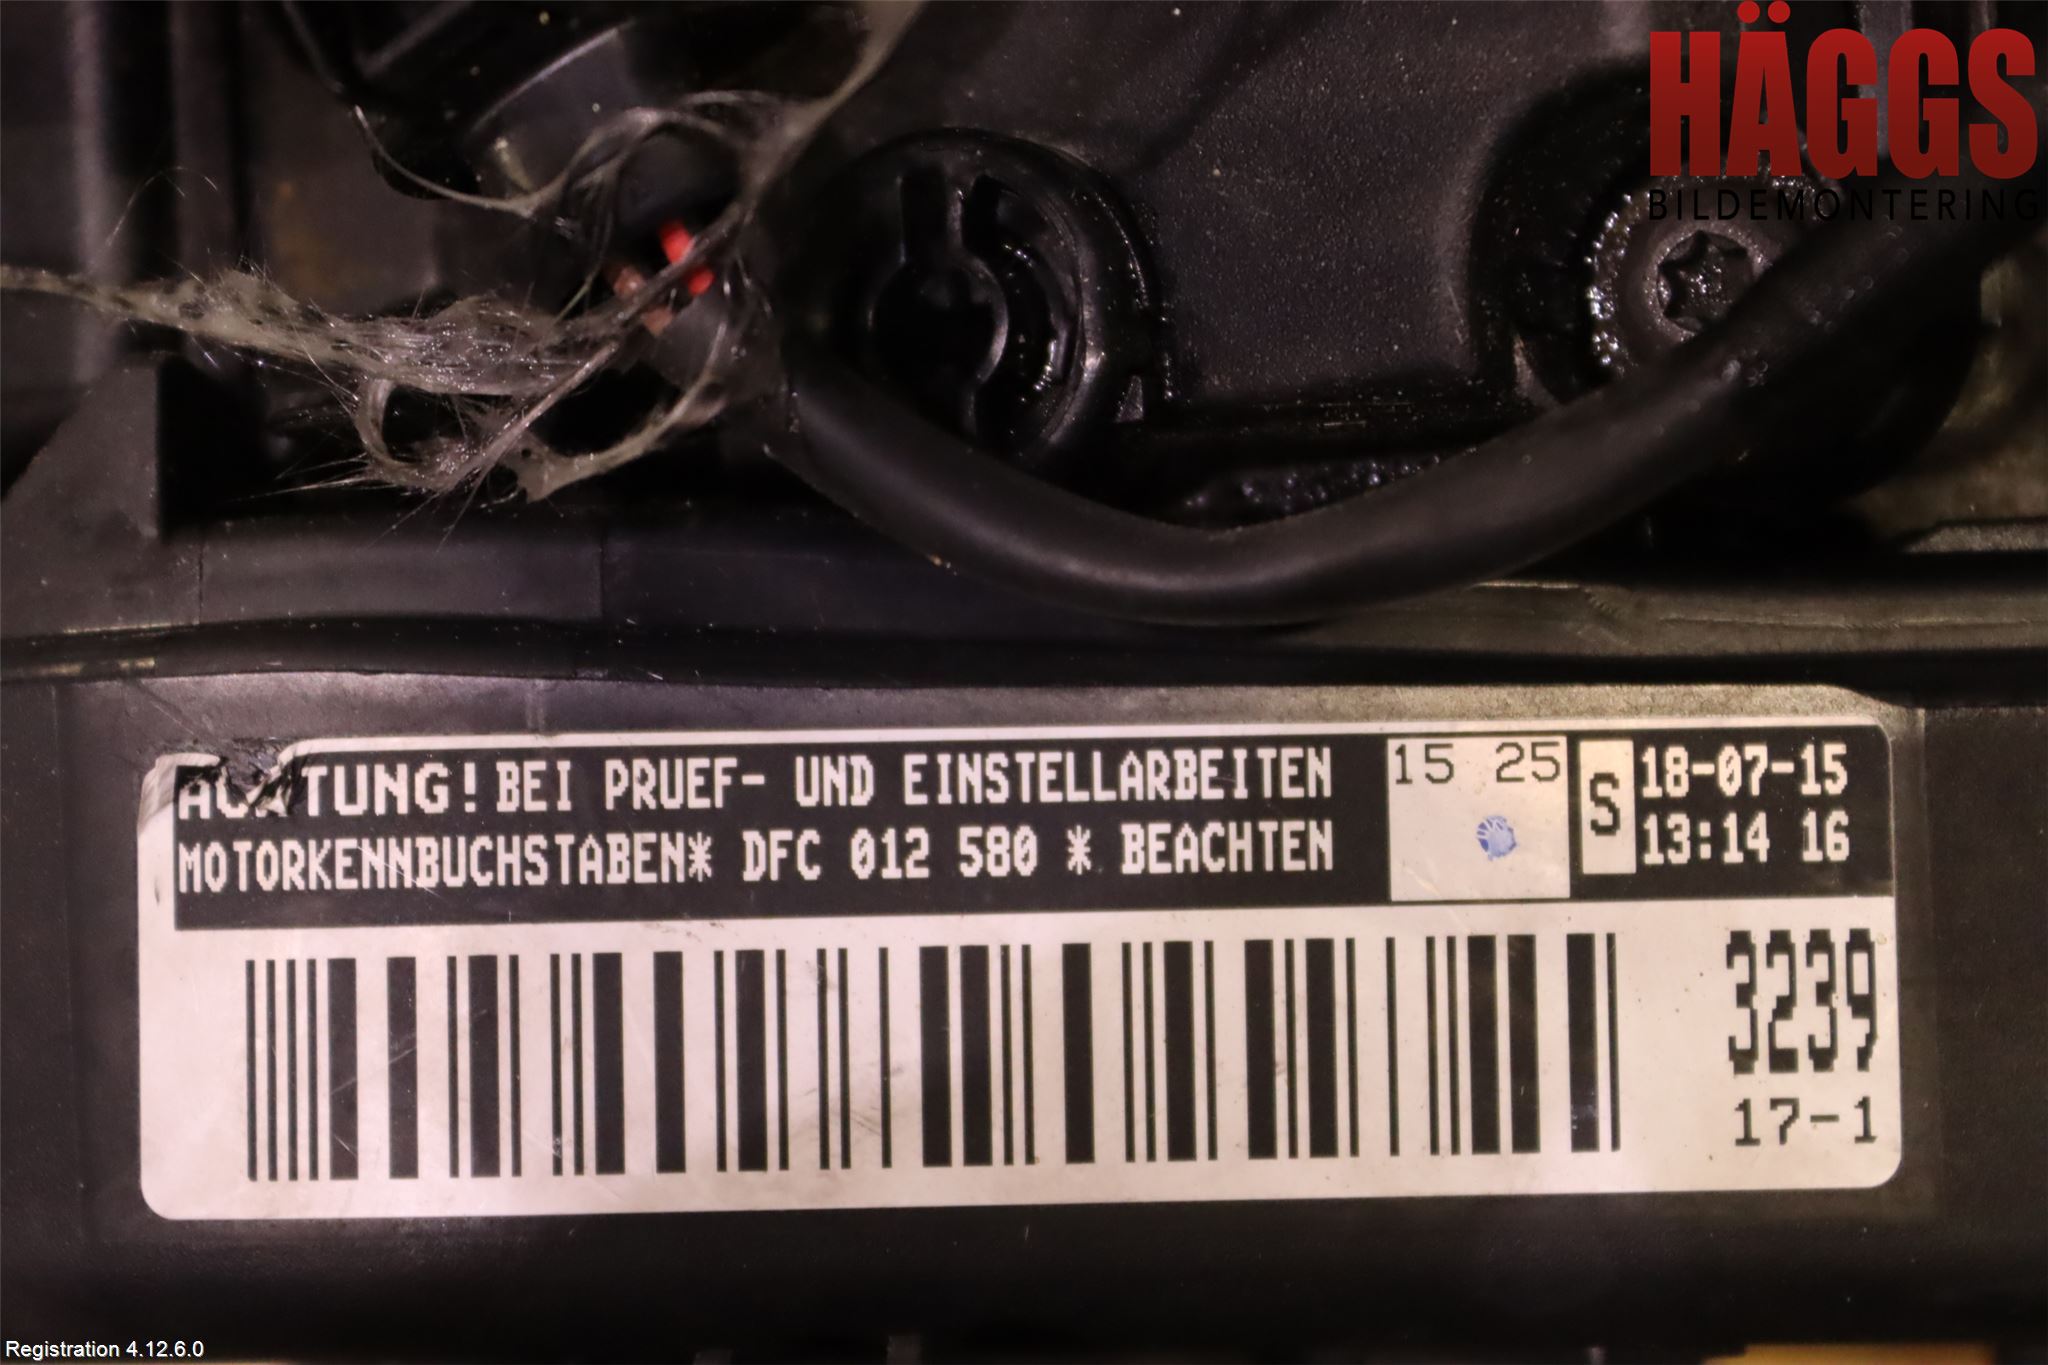 HÄGGS
BILDEMONTERING
ACHTUNG! BEI PRUEF- UND EINSTELLARBEITEN
MOTORKENNBUCHSTABEN* DFC 012 580 * BEACHTEN
15 25
S
18-07-15
13:14 16
3239
17-1
Registration 4.12.6.0